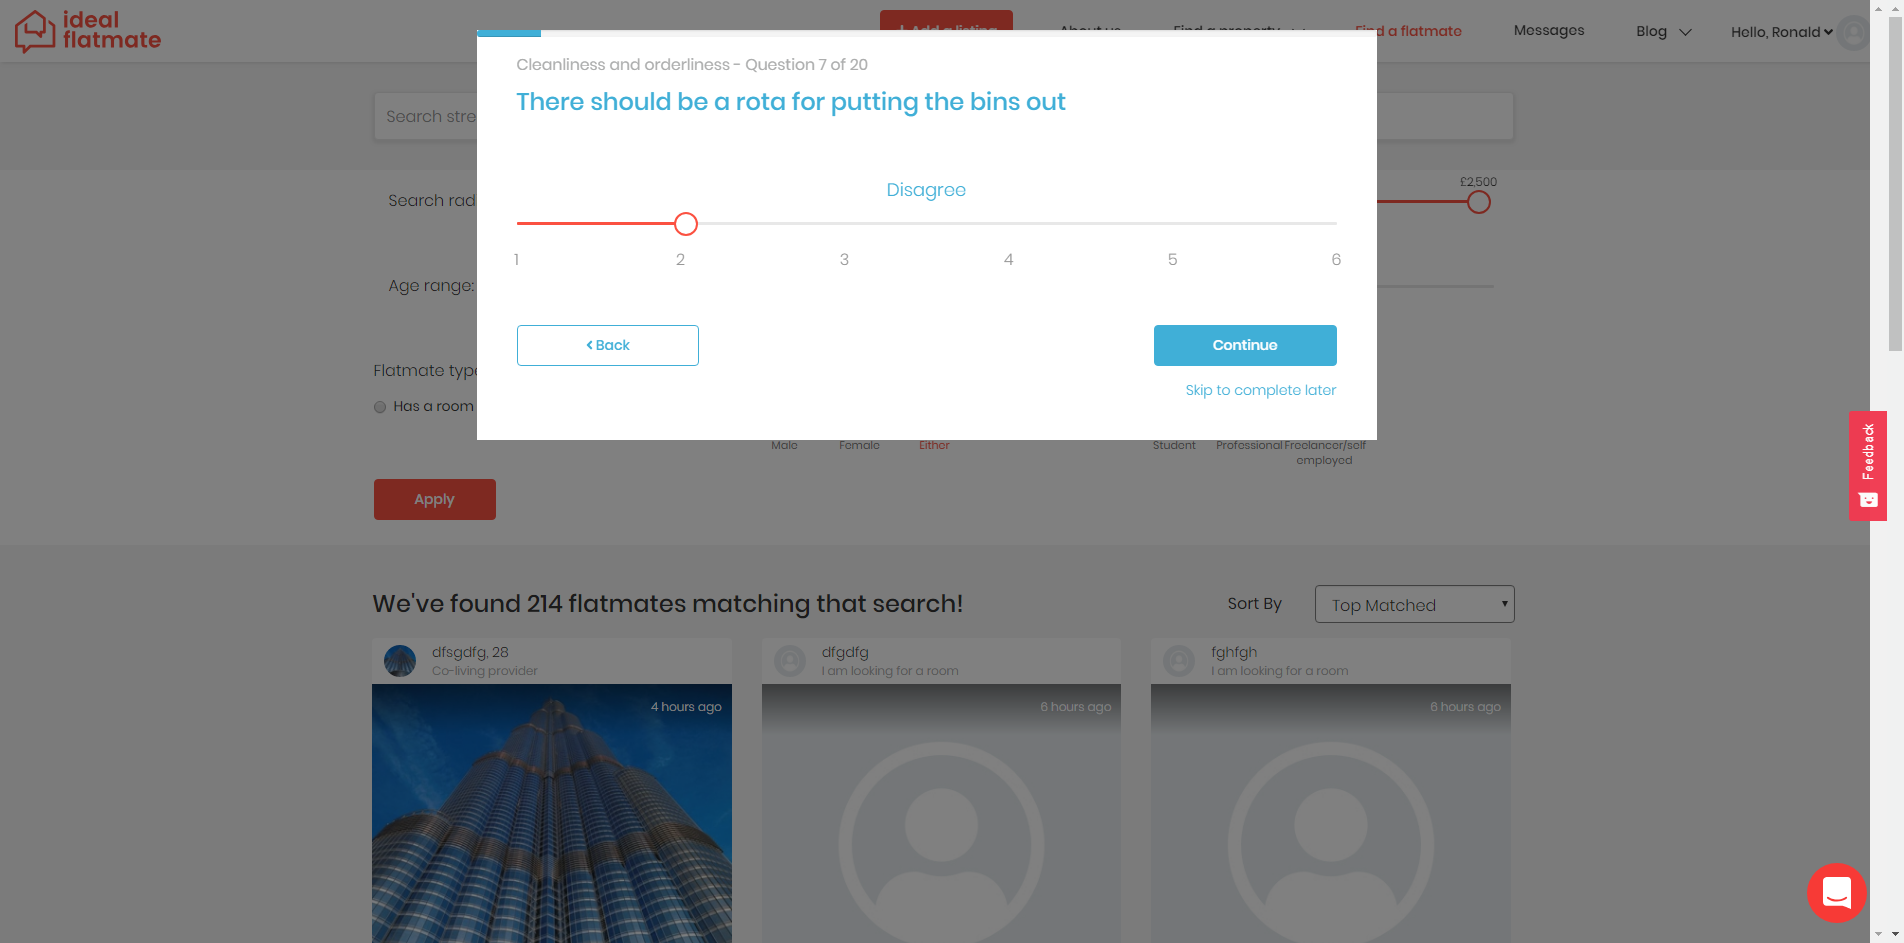 ideal
flatmate
Add a listing
About us
Find a property
Find a flatmate
Messages
Blog
Hello, Ronald
Cleanliness and orderliness - Question 7 of 20
There should be a rota for putting the bins out
Search stre
Disagree
Search rad
£2,500
1 2 3 4 5 6
Age range:
Back
Continue
Flatmate type
Skip to complete later
Has a room
Male
Female
Either
Student
Professional
Freelancer/self
employed
Feedback
Apply
We've found 214 flatmates matching that search!
Sort By
Top Matched
dfsgdfg, 28
Co-living provider
4 hours ago
dfgdfg
I am looking for a room
6 hours ago
fghfgh
I am looking for a room
6 hours ago